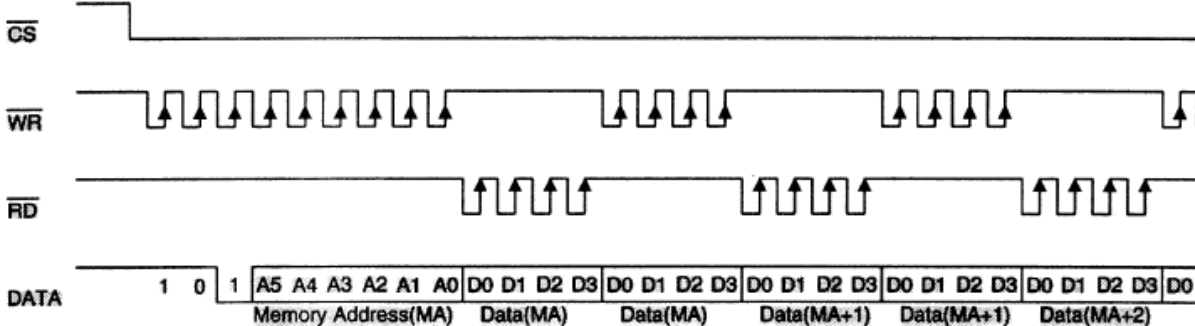 CS
WR
RD
DATA 1 0 1 A5 A4 A3 A2 A1 A0 D0 D1 D2 D3 D0 D1 D2 D3 D0 D1 D2 D3 D0 D1 D2 D3 D0 D1 D2 D3 D0
Memory Address(MA) Data(MA) Data(MA) Data(MA+1) Data(MA+1) Data(MA+2)